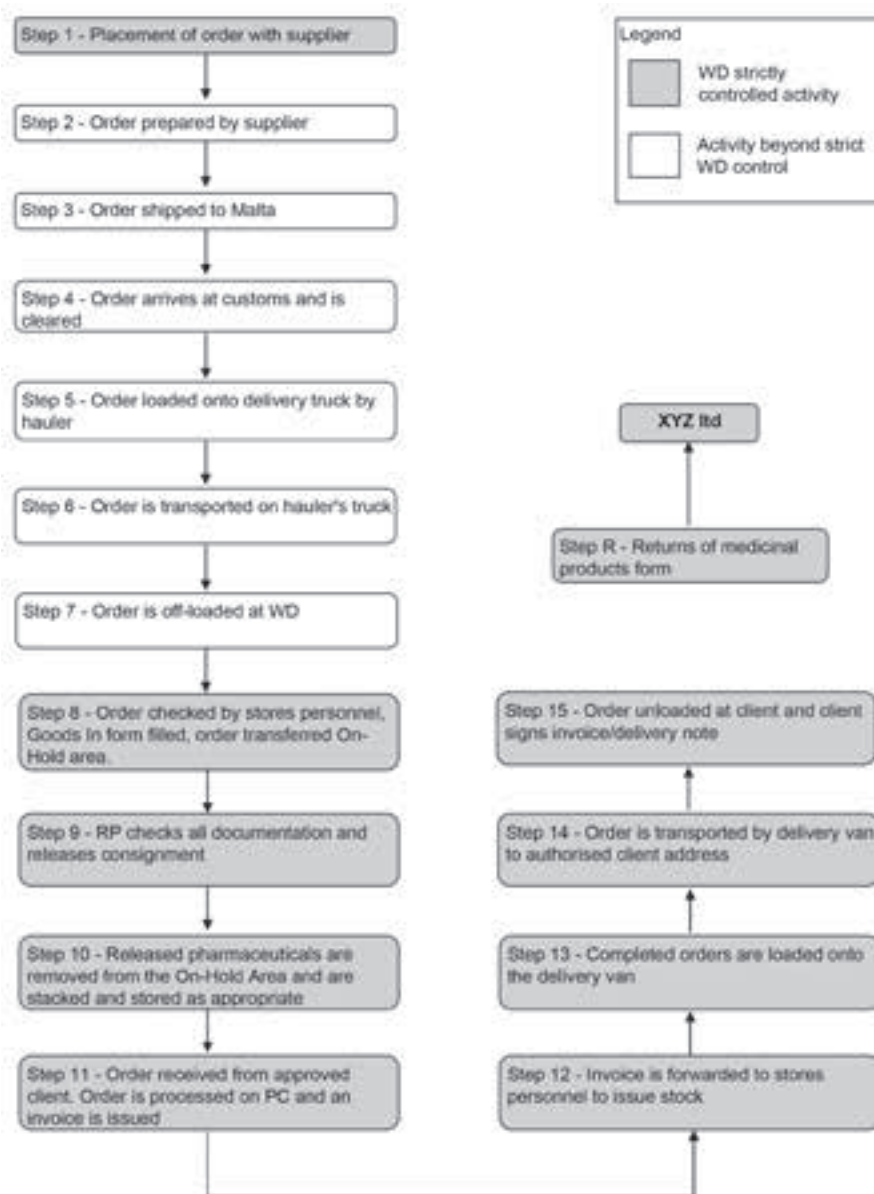 Step 1 - Placement of order with supplier
Step 2 - Order prepared by supplier
Step 3 - Order shipped to Malta
Step 4 - Order arrives at customs and is
cleared
Step 5 - Order loaded onto delivery truck by
hauler
Step 6 - Order is transported on hauler's truck
Step 7 - Order is off-loaded at WD
Step 8 - Order checked by stores personnel,
Goods In form filled, order transferred On-
Hold area.
Step 9 - RP checks all documentation and
releases consignment
Step 10 - Released pharmaceuticals are
removed from the On-Hold Area and are
stacked and stored as appropriate
Step 11 - Order received from approved
client. Order is processed on PC and an
invoice is issued
Legend
WD strictly
controlled activity
Activity beyond strict
WD control
XYZ ltd
Step R - Returns of medicinal
products form
Step 15 - Order unloaded at client and client
signs invoice/delivery note
Step 14 - Order is transported by delivery van
to authorised client address
Step 13 - Completed orders are loaded onto
the delivery van
Step 12 - Invoice is forwarded to stores
personnel to issue stock